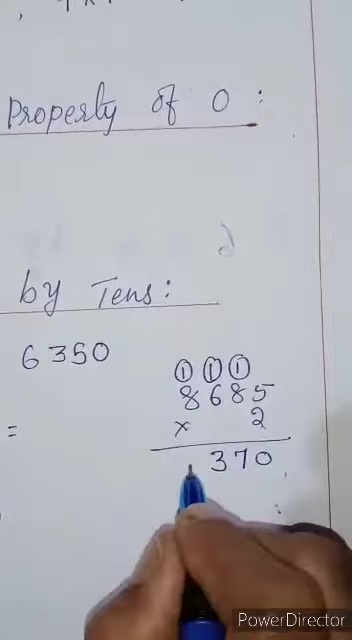 Property of 0 :
by Tens :
6350
① ① ①
8685
× 2
=
370
PowerDirector